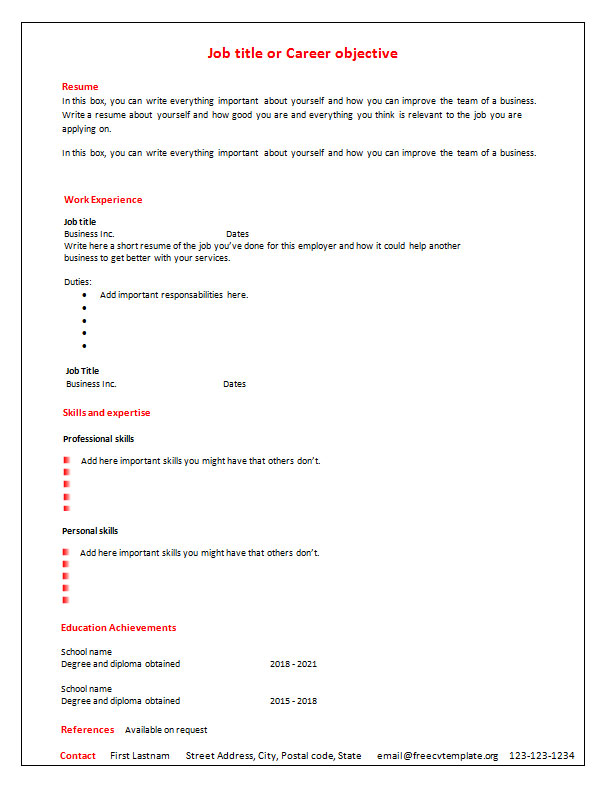 Job title or Career objective
Resume
In this box, you can write everything important about yourself and how you can improve the team of a business.
Write a resume about yourself and how good you are and everything you think is relevant to the job you are
applying on.
In this box, you can write everything important about yourself and how you can improve the team of a business.
Work Experience
Job title
Business Inc. Dates
Write here a short resume of the job you've done for this employer and how it could help another
business to get better with your services.
Duties:
• Add important responsabilities here.
•
•
•
•
Job Title
Business Inc. Dates
Skills and expertise
Professional skills
Add here important skills you might have that others don't.
Personal skills
Add here important skills you might have that others don't.
Education Achievements
School name
Degree and diploma obtained 2018 - 2021
School name
Degree and diploma obtained 2015 - 2018
References Available on request
Contact First Lastnam Street Address, City, Postal code, State email@freecvtemplate.org 123-123-1234